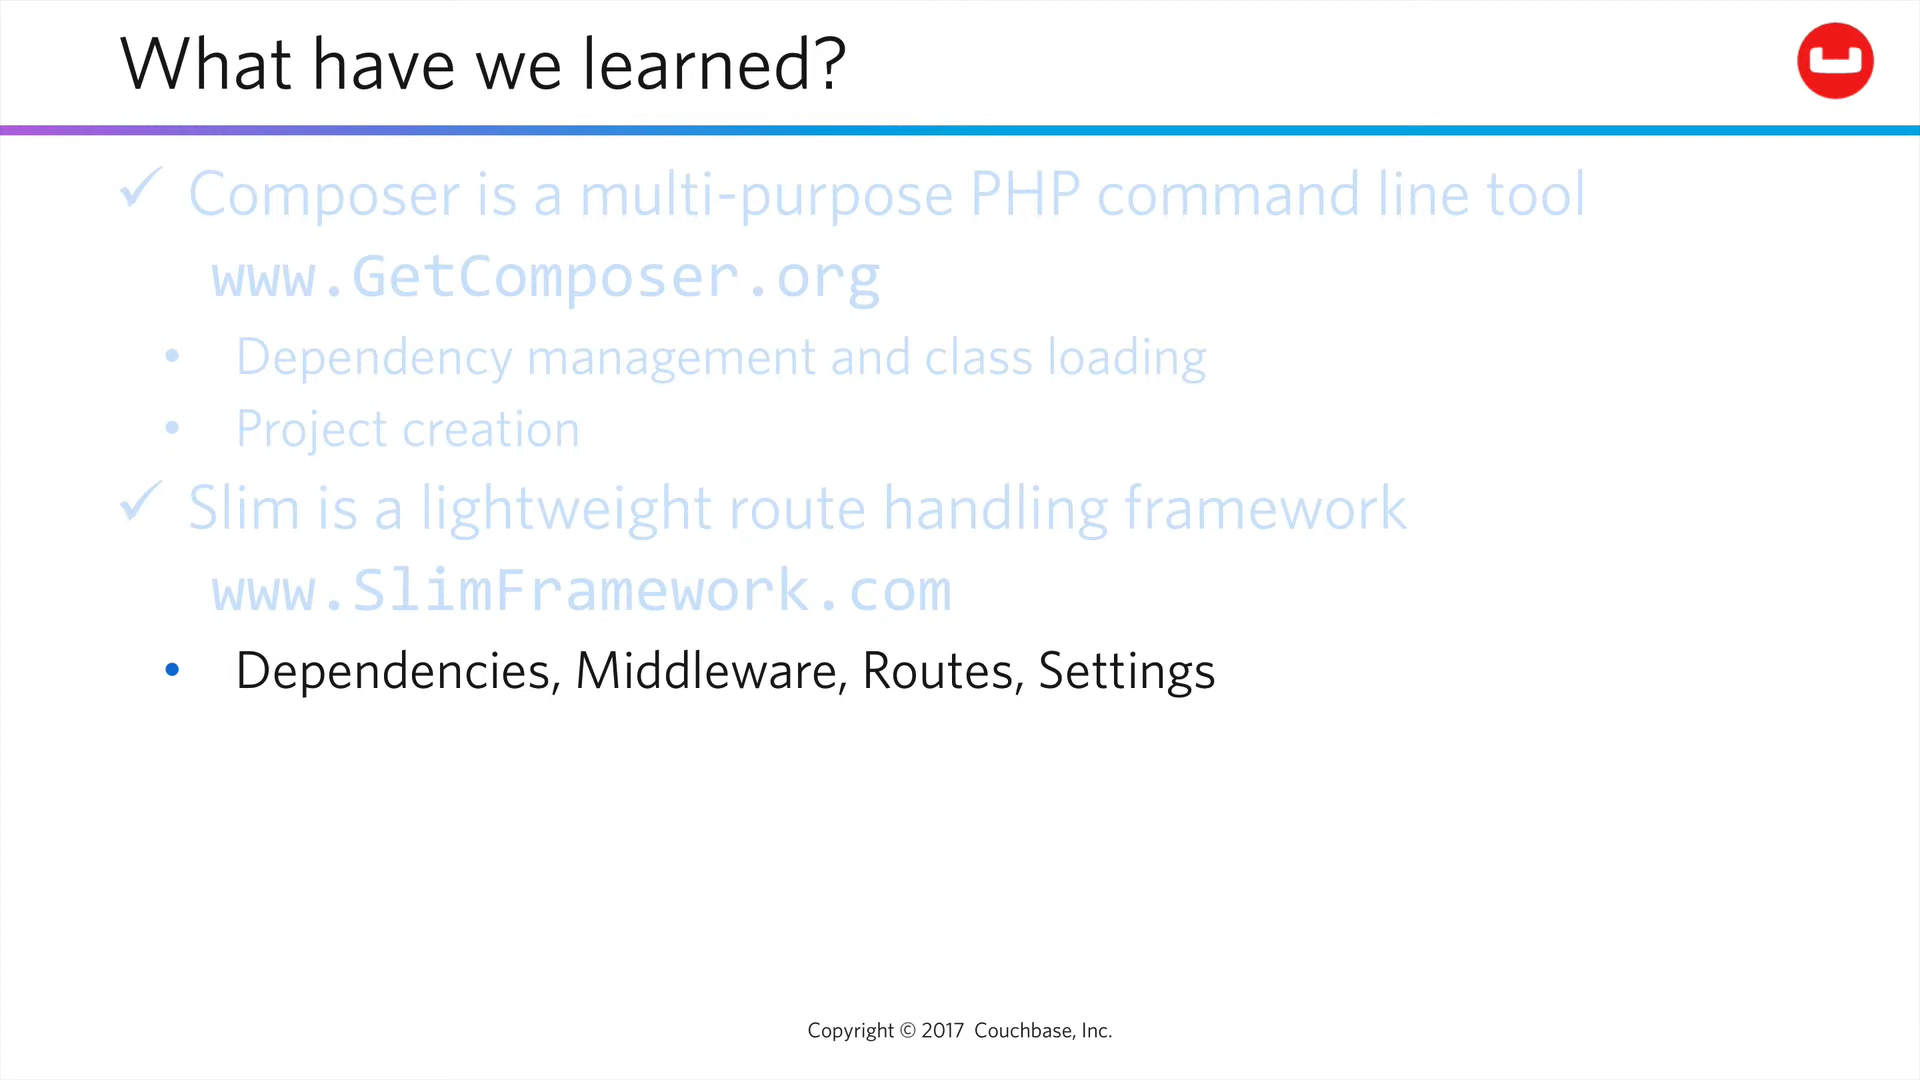 What have we learned?
✓ Composer is a multi-purpose PHP command line tool
www.GetComposer.org
• Dependency management and class loading
• Project creation
✓ Slim is a lightweight route handling framework
www.SlimFramework.com
• Dependencies, Middleware, Routes, Settings
Copyright © 2017 Couchbase, Inc.